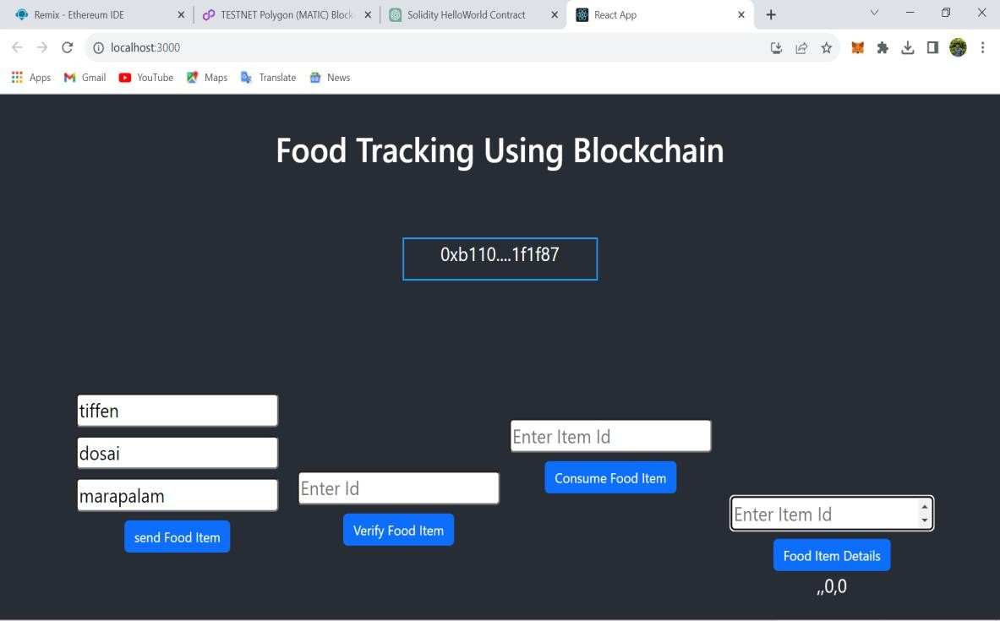 Remix - Ethereum IDE
TESTNET Polygon (MATIC) Block
Solidity HelloWorld Contract
React App
localhost:3000
Apps
Gmail
YouTube
Maps
Translate
News
Food Tracking Using Blockchain
0xb110....1f1f87
tiffen
dosai
marapalam
send Food Item
Enter Id
Verify Food Item
Enter Item Id
Consume Food Item
Enter Item Id
Food Item Details
,,0,0